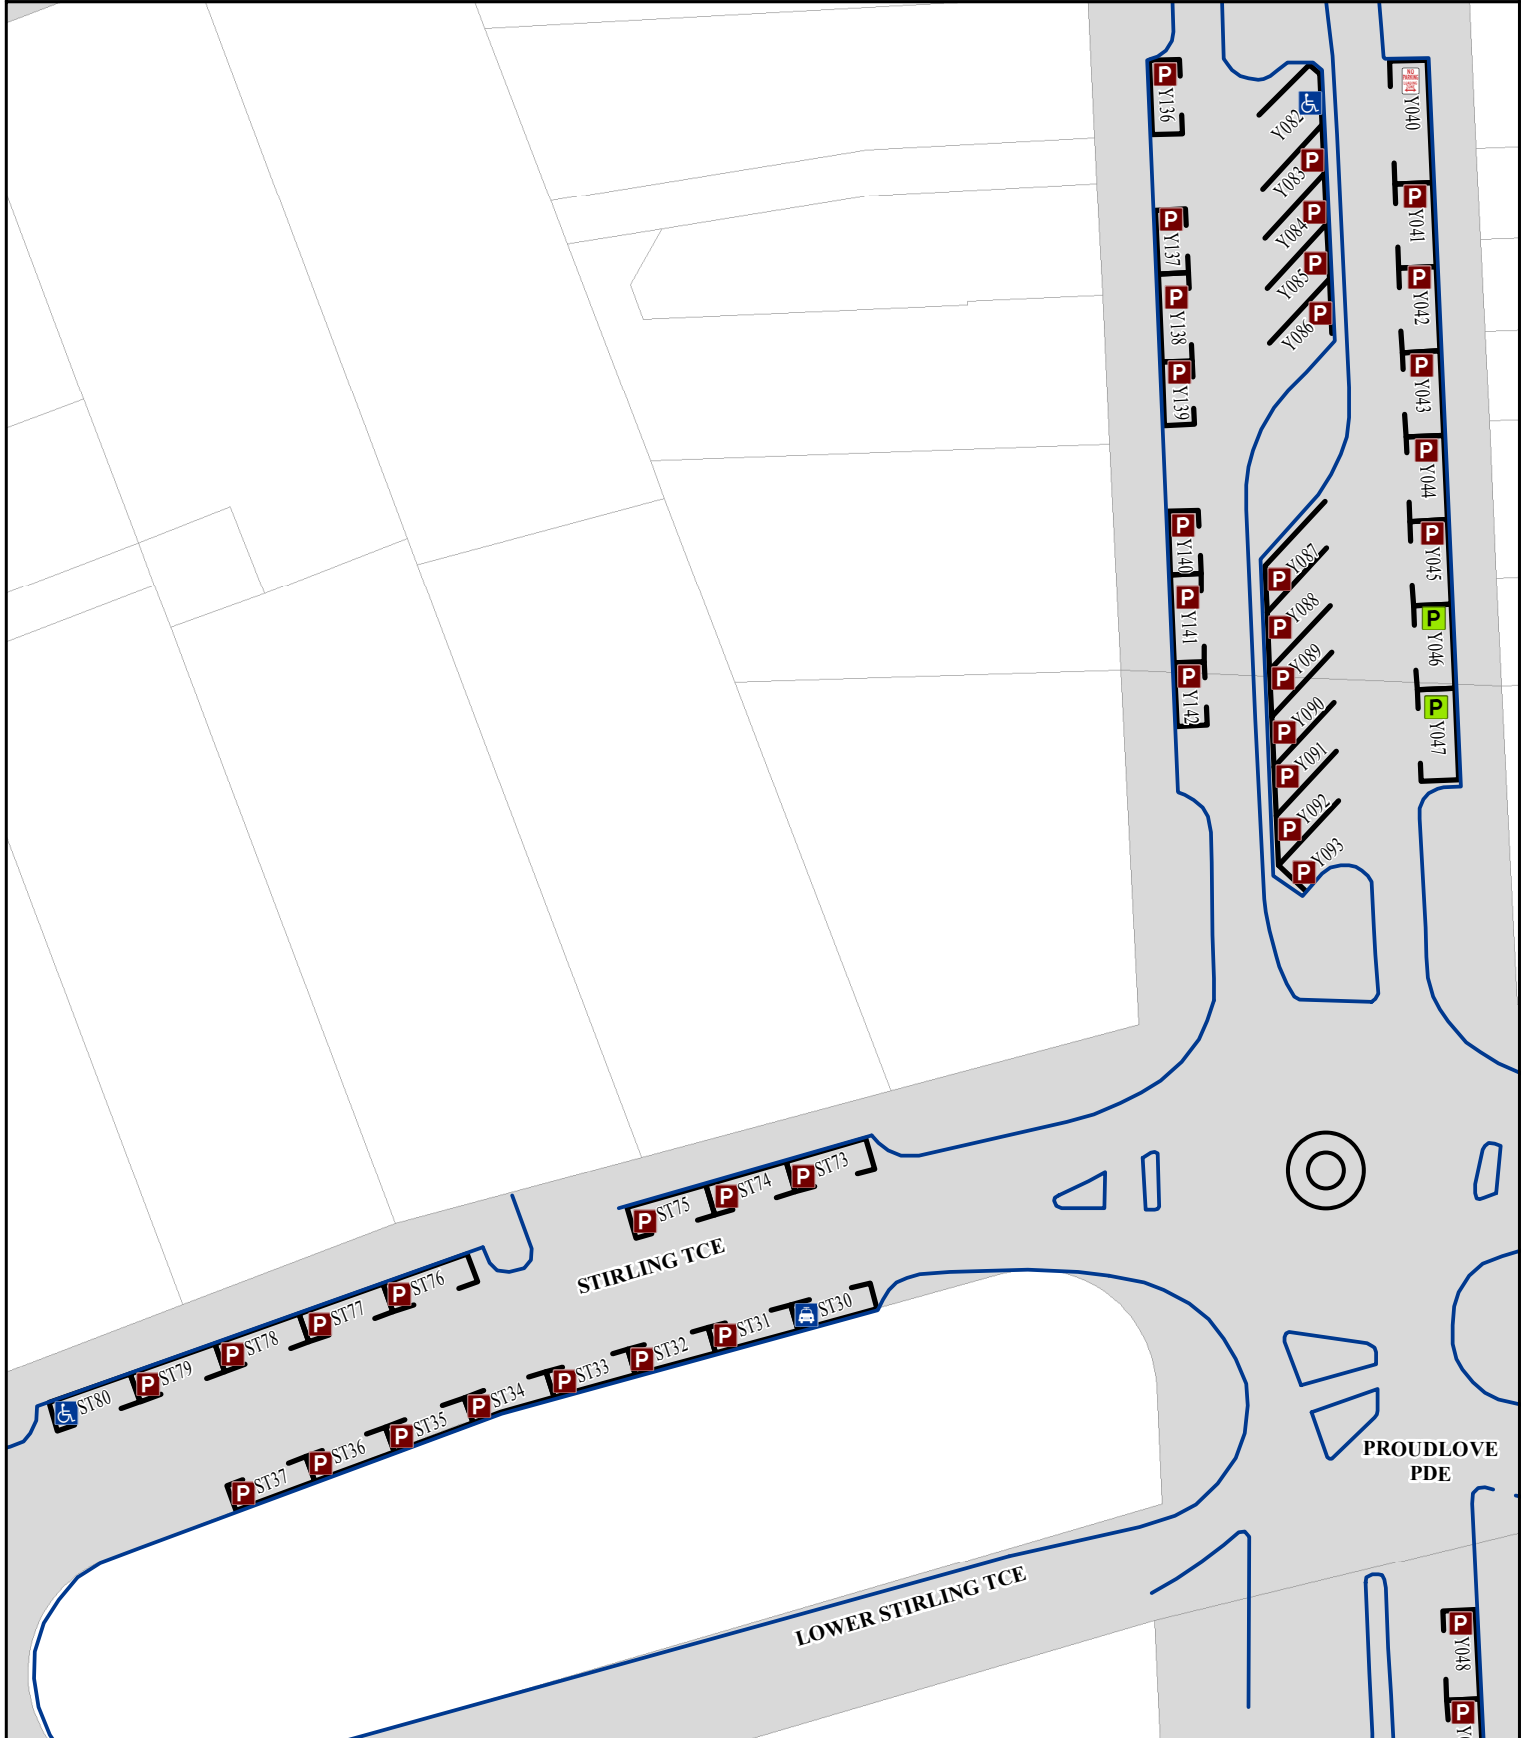 P Y136
P Y137
P Y138
P Y139
P Y140
P Y141
P Y142
Y082
P Y083
P Y084
P Y085
P Y086
P Y087
P Y088
P Y089
P Y090
P Y091
P Y092
P Y093
NO PARKING
Y040
P Y041
P Y042
P Y043
P Y044
P Y045
P Y046
P Y047
P ST73
P ST74
P ST75
STIRLING TCE
P ST76
P ST77
P ST78
P ST79
ST80
ST30
P ST31
P ST32
P ST33
P ST34
P ST35
P ST36
P ST37
PROUDLOVE
PDE
LOWER STIRLING TCE
P Y048
P